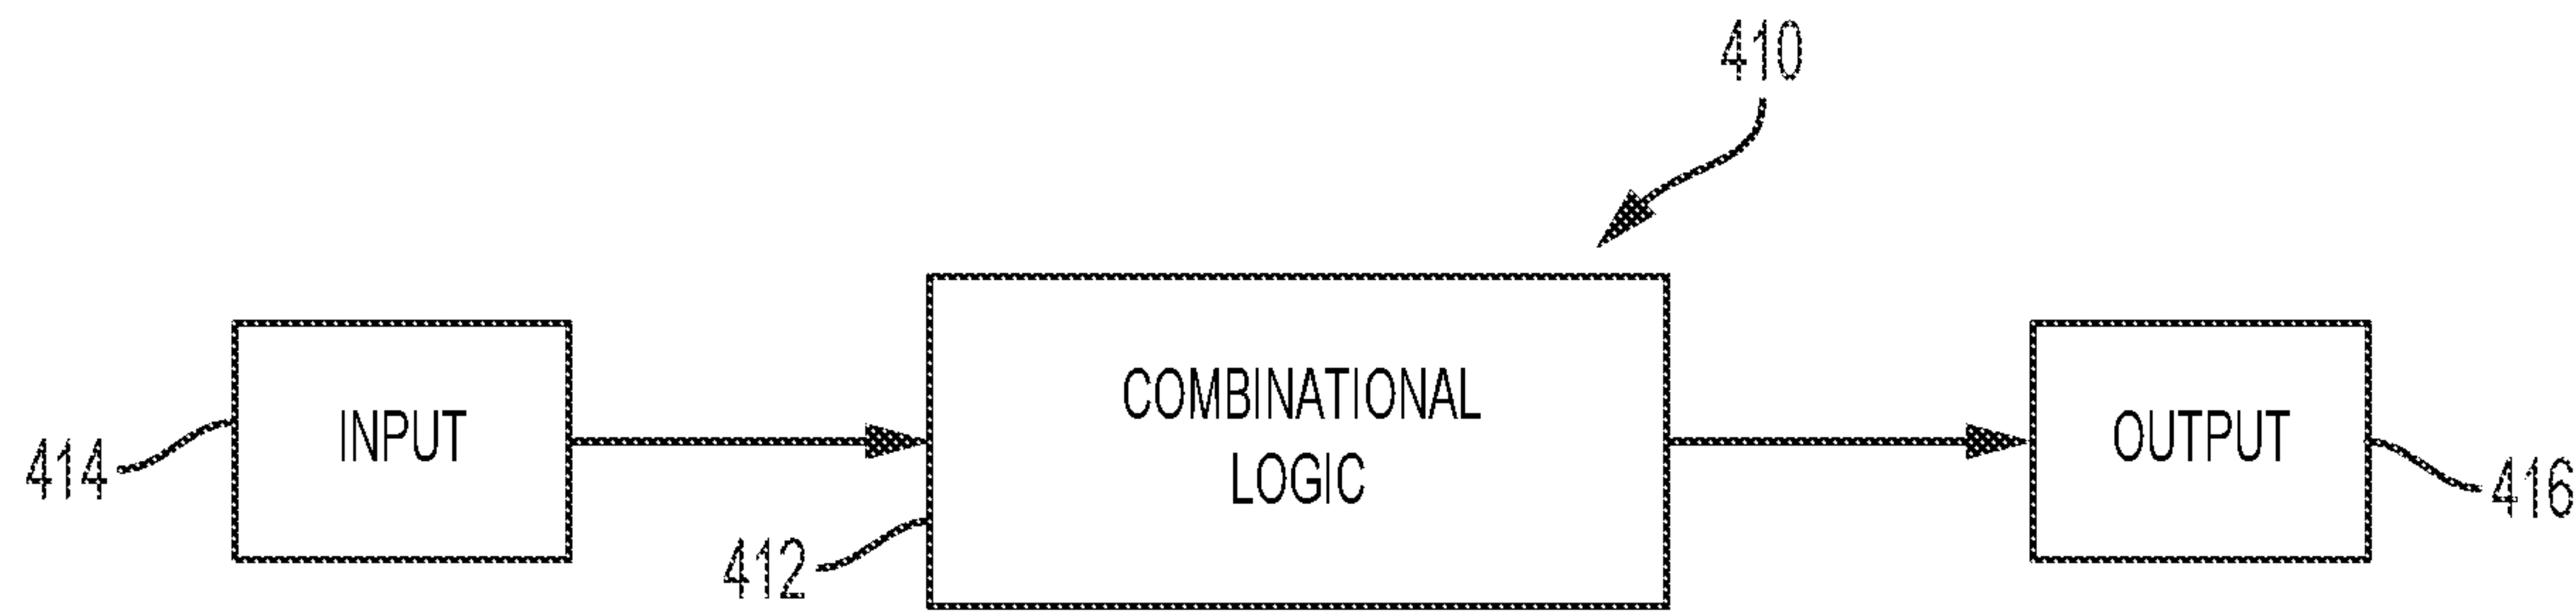 410
INPUT
COMBINATIONAL
LOGIC
OUTPUT
414
412
416